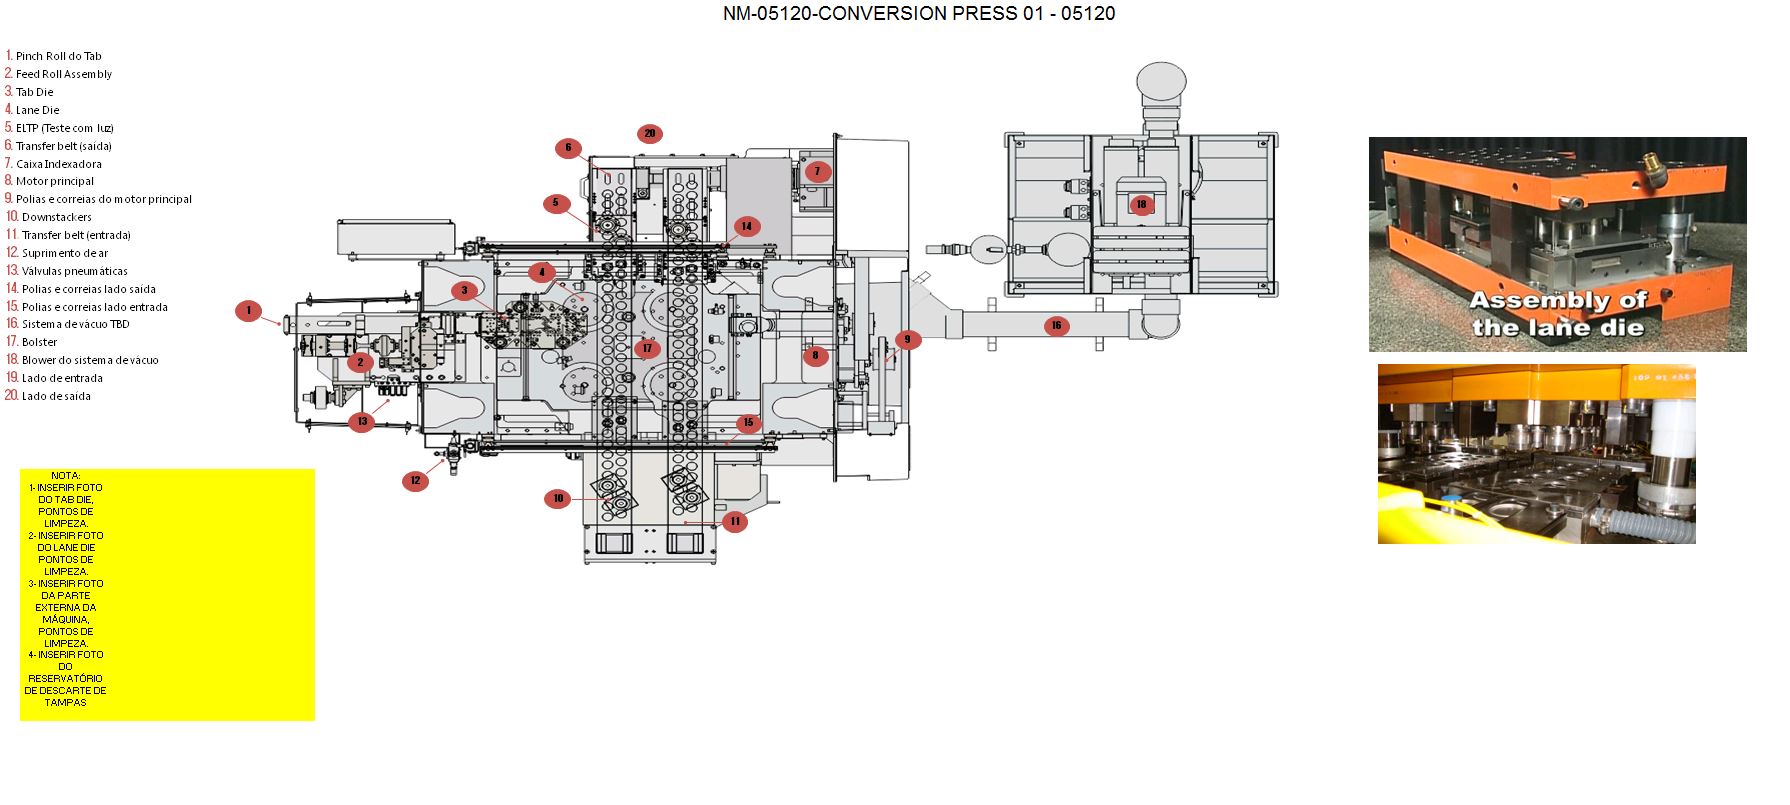 NM-05120-CONVERSION PRESS 01 - 05120
1. Pinch Roll do Tab
2. Feed Roll Assembly
3. Tab Die
4. Lane Die
5. ELTP (Teste com luz)
6. Transfer belt (saída)
7. Caixa Indexadora
8. Motor principal
9. Polias e correias do motor principal
10. Downstackers
11. Transfer belt (entrada)
12. Suprimento de ar
13. Válvulas pneumáticas
14. Polias e correias lado saída
15. Polias e correias lado entrada
16. Sistema de vácuo TBD
17. Bolster
18. Blower do sistema de vácuo
19. Lado de entrada
20. Lado de saída
20
6
7
5
18
14
4
3
1
16
9
17
8
2
13
15
12
10
11
Assembly of
the lane die
NOTA:
1- INSERIR FOTO
DO TAB DIE,
PONTOS DE
LIMPEZA.
2- INSERIR FOTO
DO LANE DIE
PONTOS DE
LIMPEZA.
3- INSERIR FOTO
DA PARTE
EXTERNA DA
MÁQUINA,
PONTOS DE
LIMPEZA.
4- INSERIR FOTO
DO
RESERVATÓRIO
DE DESCARTE DE
TAMPAS